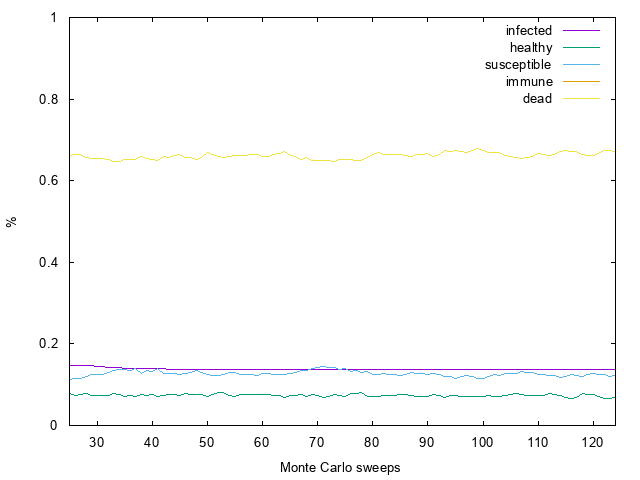 1
0.8
0.6
0.4
0.2
0
%
30 40 50 60 70 80 90 100 110 120
Monte Carlo sweeps
infected
healthy
susceptible
immune
dead